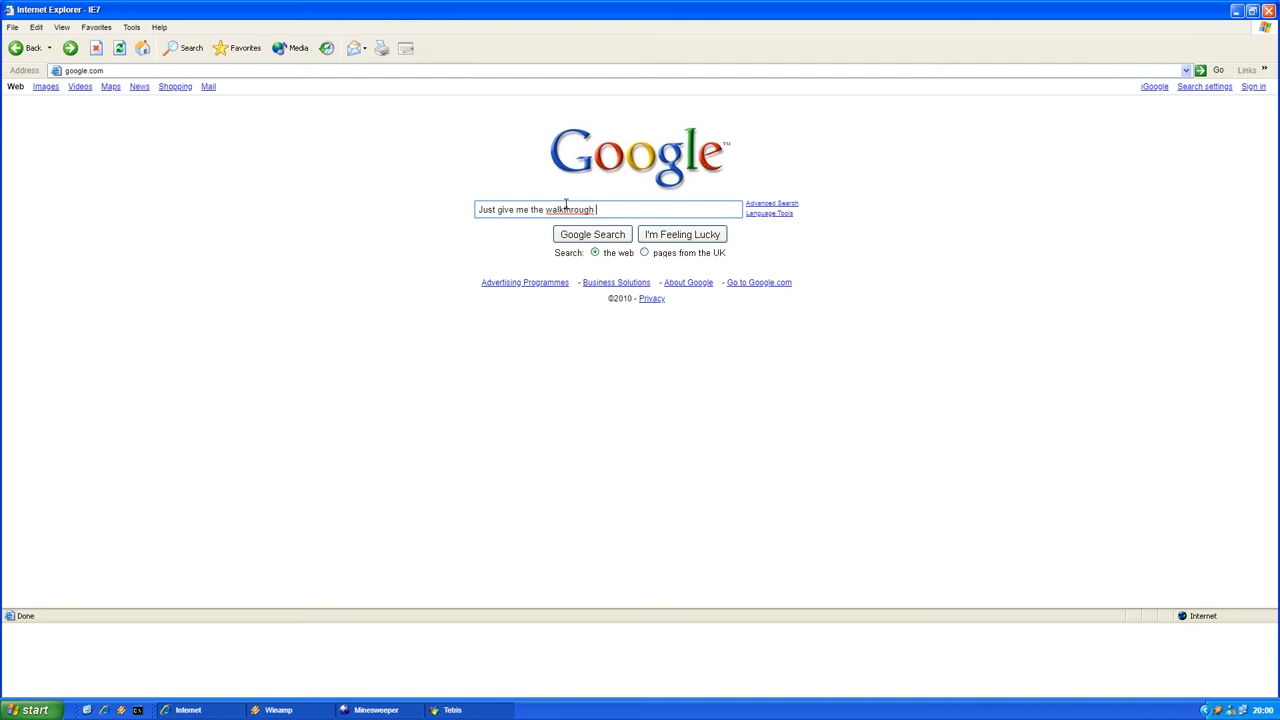 Internet Explorer - IE7
File Edit View Favorites Tools Help
Back Search Favorites Media
Address google.com Go Links »
Web Images Videos Maps News Shopping Mail iGoogle Search settings Sign in
Google™
Just give me the walkthrough
Advanced Search
Language Tools
Google Search I'm Feeling Lucky
Search: the web pages from the UK
Advertising Programmes - Business Solutions - About Google - Go to Google.com
©2010 - Privacy
Done Internet
start Internet Winamp Minesweeper Tetris 20:00